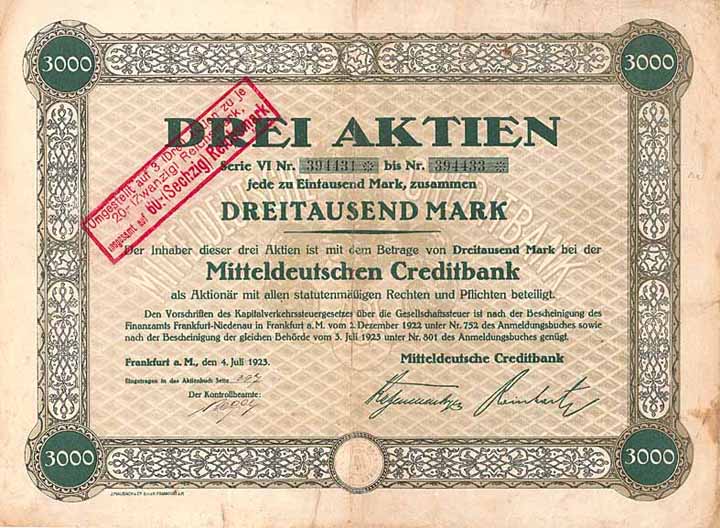 3000
3000
DREI AKTIEN
Serie VI Nr. 394431 ✻ bis Nr. 394433 ✻
jede zu Eintausend Mark, zusammen
DREITAUSEND MARK
Der Inhaber dieser drei Aktien ist mit dem Betrage von Dreitausend Mark bei der
Mitteldeutschen Creditbank
als Aktionär mit allen statutenmäßigen Rechten und Pflichten beteiligt.
Den Vorschriften des Kapitalverkehrssteuergesetzes über die Gesellschaftssteuer ist nach der Bescheinigung des
Finanzamts Frankfurt-Niedenau in Frankfurt a. M. vom 2. Dezember 1922 unter Nr. 752 des Anmeldungsbuches sowie
nach der Bescheinigung der gleichen Behörde vom 3. Juli 1923 unter Nr. 801 des Anmeldungsbuches genügt.
Frankfurt a. M., den 4. Juli 1923.
Mitteldeutsche Creditbank
Eingetragen in das Aktienbuch Seite
Der Kontrollbeamte:
Umgestellt auf 3 (Drei) Aktien zu je
20.- (Zwanzig) Reichsmark,
insgesamt auf 60.- (Sechzig) Reichsmark
MITTELDEUTSCHE CREDITBANK
3000
3000